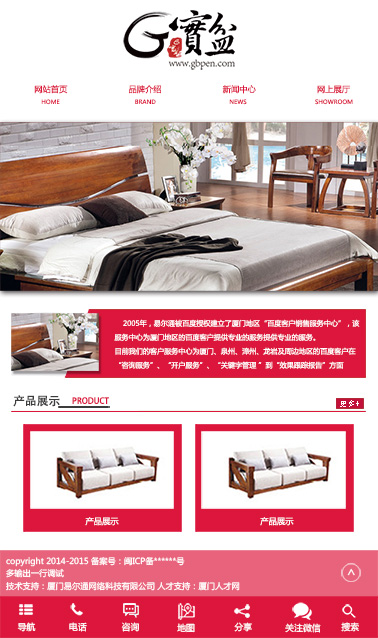 G寶盆
www.gbpen.com
网站首页 品牌介绍 新闻中心 网上展厅
HOME BRAND NEWS SHOWROOM
2005年，易尔通被百度授权建立了厦门地区“百度客户销售服务中心”，该
服务中心为厦门地区的百度客户提供专业的服务提供专业的服务。
目前我们的客户服务中心为厦门、泉州、漳州、龙岩及周边地区的百度客户在
“咨询服务”、“开户服务”、“关键字管理”到“效果跟踪报告”方面
产品展示 PRODUCT 更多+
产品展示 产品展示
copyright 2014-2015 备案号：闽ICP备******号
多输出一行调试
技术支持：厦门易尔通网络科技有限公司 人才支持：厦门人才网
导航 电话 咨询 地图 分享 关注微信 搜索